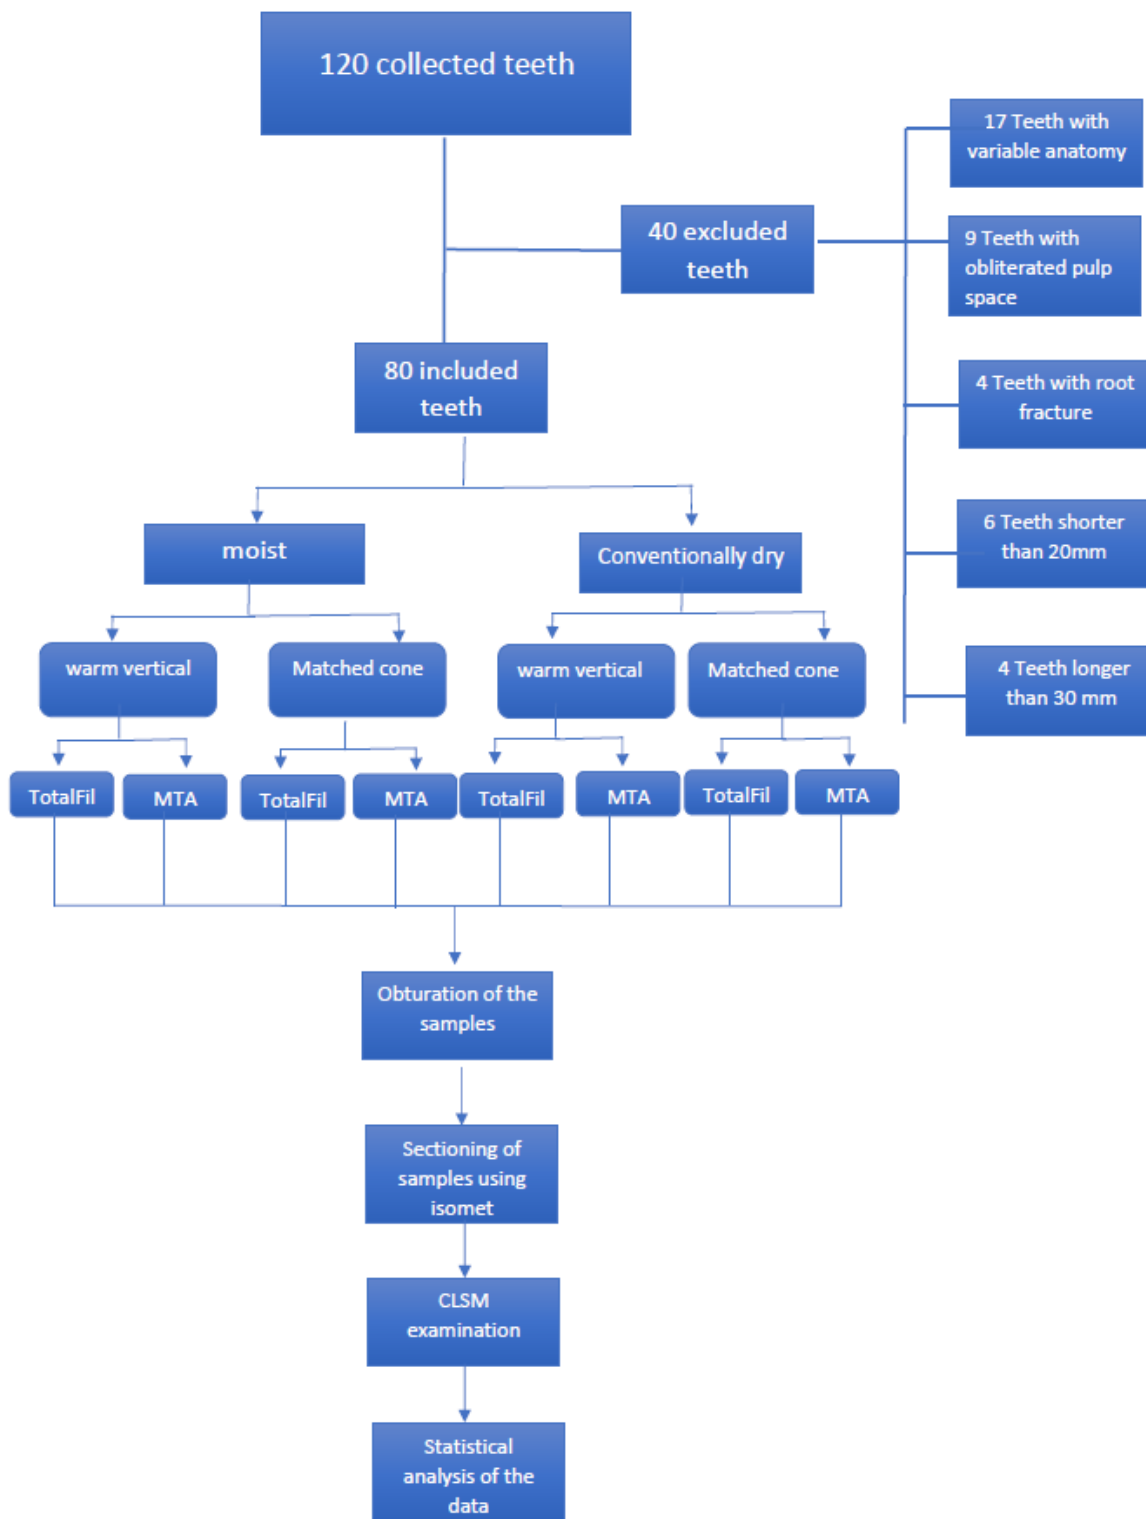 120 collected teeth
17 Teeth with
variable anatomy
40 excluded
teeth
9 Teeth with
obliterated pulp
space
80 included
teeth
4 Teeth with root
fracture
6 Teeth shorter
than 20mm
moist
Conventionally dry
warm vertical
Matched cone
warm vertical
Matched cone
4 Teeth longer
than 30 mm
TotalFil
MTA
TotalFil
MTA
TotalFil
MTA
TotalFil
MTA
Obturation of the
samples
Sectioning of
samples using
isomet
CLSM
examination
Statistical
analysis of the
data